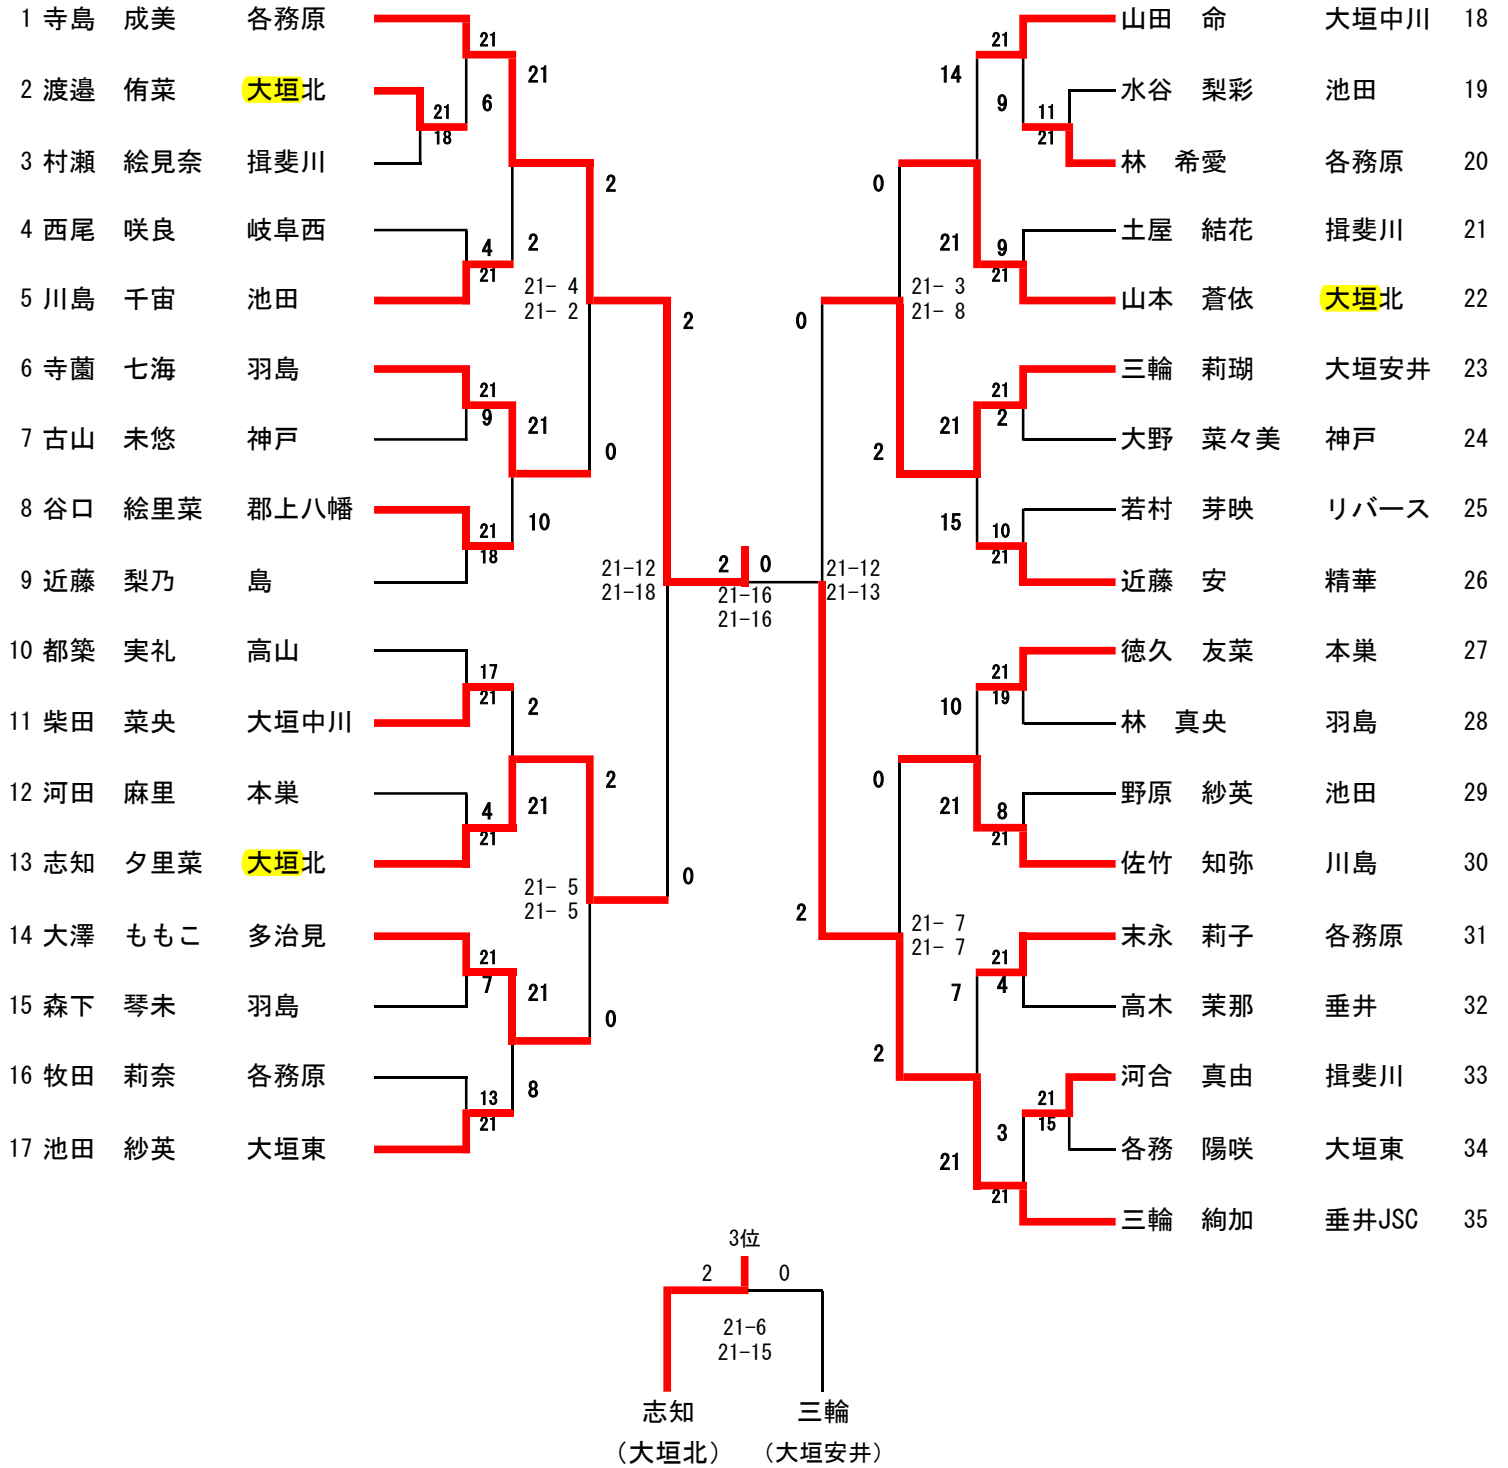 1 寺島 成美 各務原
2 渡邉 侑菜 大垣北
3 村瀬 絵見奈 揖斐川
4 西尾 咲良 岐阜西
5 川島 千宙 池田
6 寺薗 七海 羽島
7 古山 未悠 神戸
8 谷口 絵里菜 郡上八幡
9 近藤 梨乃 島
10 都築 実礼 高山
11 柴田 菜央 大垣中川
12 河田 麻里 本巣
13 志知 夕里菜 大垣北
14 大澤 ももこ 多治見
15 森下 琴未 羽島
16 牧田 莉奈 各務原
17 池田 紗英 大垣東
21
21
6
21
18
2
4
21
2
21- 4
21- 2
2
21
9
21
0
21
18
10
21-12
21-18
17
21
2
2
4
21
21
21- 5
21- 5
0
21
7
21
0
13
21
8
2 0
21-16
21-16
山田 命 大垣中川 18
水谷 梨彩 池田 19
林 希愛 各務原 20
土屋 結花 揖斐川 21
山本 蒼依 大垣北 22
三輪 莉瑚 大垣安井 23
大野 菜々美 神戸 24
若村 芽映 リバース 25
近藤 安 精華 26
徳久 友菜 本巣 27
林 真央 羽島 28
野原 紗英 池田 29
佐竹 知弥 川島 30
末永 莉子 各務原 31
高木 茉那 垂井 32
河合 真由 揖斐川 33
各務 陽咲 大垣東 34
三輪 絢加 垂井JSC 35
21
14
9
11
21
0
21
9
21
21- 3
21- 8
0
21
2
21
2
15
10
21
21-12
21-13
21
19
10
0
21
8
21
2
21- 7
21- 7
21
4
7
2
21
15
3
21
21
3位
2 0
21-6
21-15
志知 三輪
（大垣北） （大垣安井）